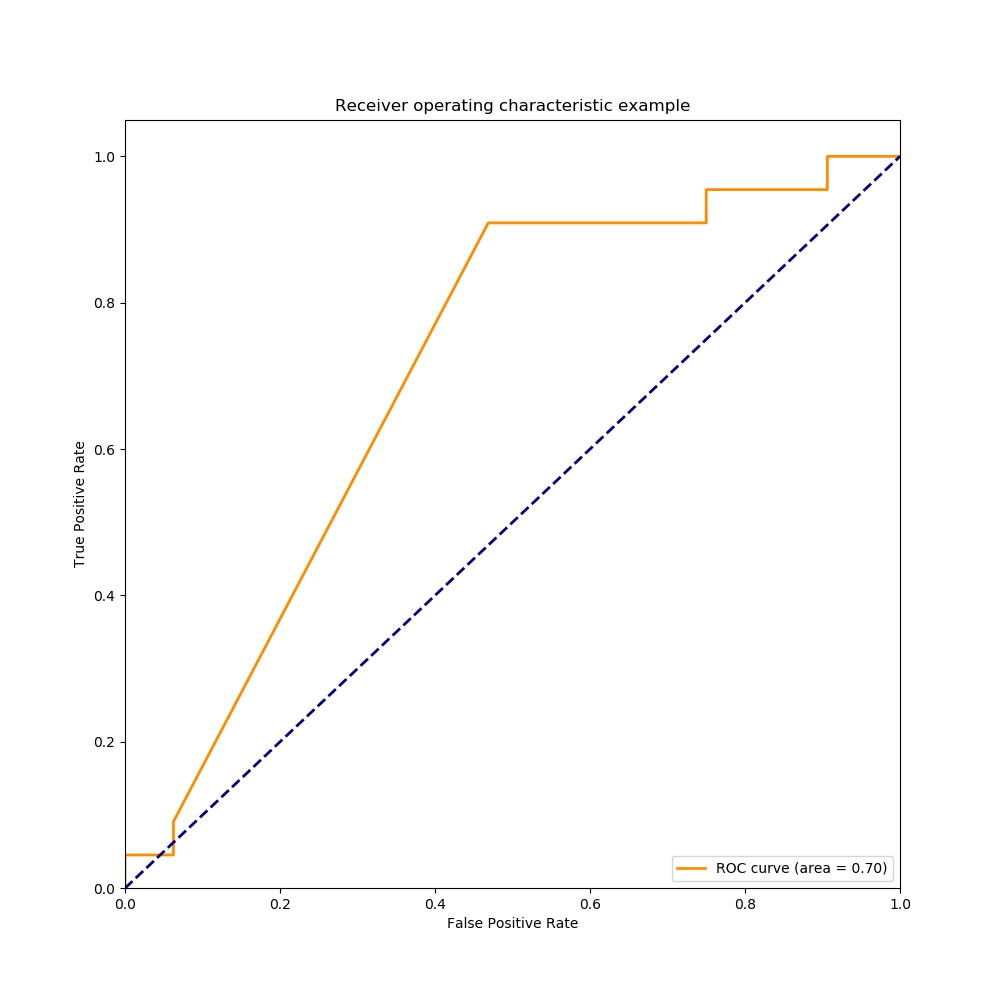 Receiver operating characteristic example
1.0
0.8
0.6
0.4
0.2
0.0
True Positive Rate
ROC curve (area = 0.70)
0.0 0.2 0.4 0.6 0.8 1.0
False Positive Rate